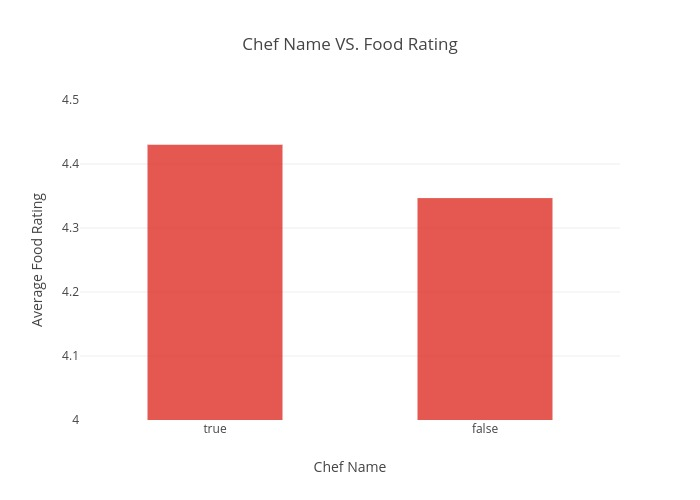 Chef Name VS. Food Rating
4.5
4.4
4.3
4.2
4.1
4
Average Food Rating
true false
Chef Name